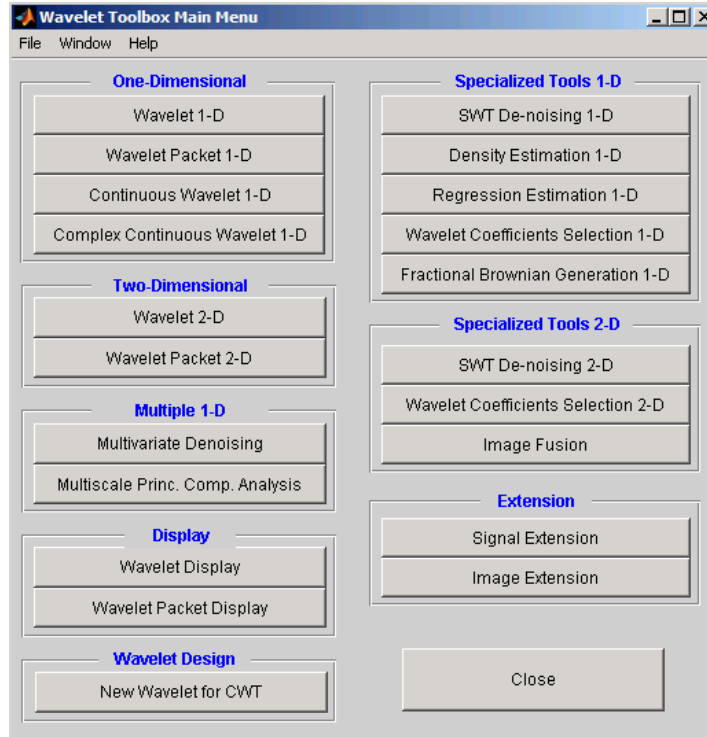 Wavelet Toolbox Main Menu
File Window Help
One-Dimensional
Wavelet 1-D
Wavelet Packet 1-D
Continuous Wavelet 1-D
Complex Continuous Wavelet 1-D
Two-Dimensional
Wavelet 2-D
Wavelet Packet 2-D
Multiple 1-D
Multivariate Denoising
Multiscale Princ. Comp. Analysis
Display
Wavelet Display
Wavelet Packet Display
Wavelet Design
New Wavelet for CWT
Specialized Tools 1-D
SWT De-noising 1-D
Density Estimation 1-D
Regression Estimation 1-D
Wavelet Coefficients Selection 1-D
Fractional Brownian Generation 1-D
Specialized Tools 2-D
SWT De-noising 2-D
Wavelet Coefficients Selection 2-D
Image Fusion
Extension
Signal Extension
Image Extension
Close